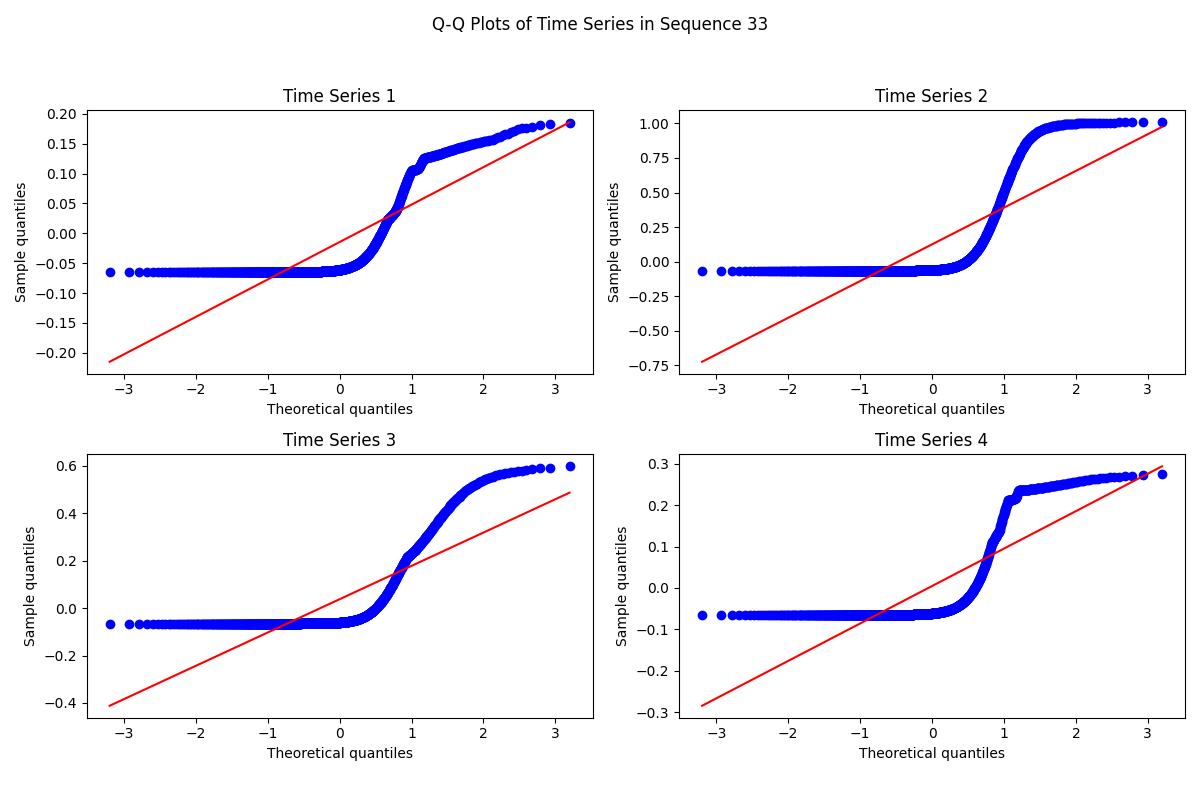 Q-Q Plots of Time Series in Sequence 33
Time Series 1
0.20
0.15
0.10
0.05
0.00
−0.05
−0.10
−0.15
−0.20
Sample quantiles
−3 −2 −1 0 1 2 3
Theoretical quantiles
Time Series 2
1.00
0.75
0.50
0.25
0.00
−0.25
−0.50
−0.75
Sample quantiles
−3 −2 −1 0 1 2 3
Theoretical quantiles
Time Series 3
0.6
0.4
0.2
0.0
−0.2
−0.4
Sample quantiles
−3 −2 −1 0 1 2 3
Theoretical quantiles
Time Series 4
0.3
0.2
0.1
0.0
−0.1
−0.2
−0.3
Sample quantiles
−3 −2 −1 0 1 2 3
Theoretical quantiles